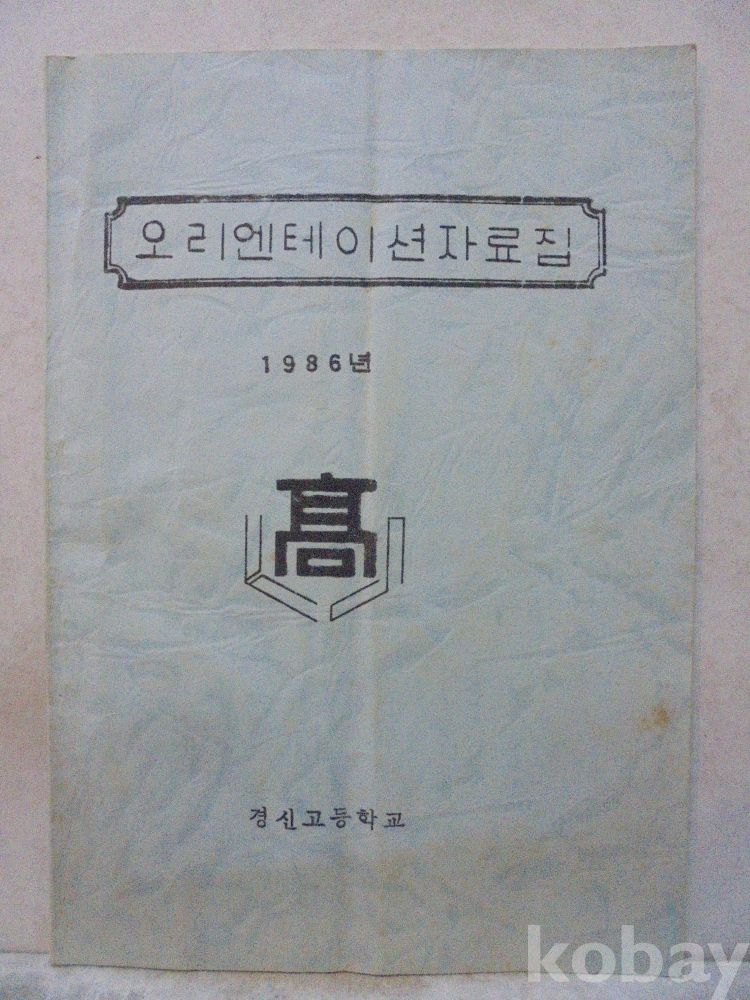 오리엔테이션자료집
1986년
高
경신고등학교
kobay